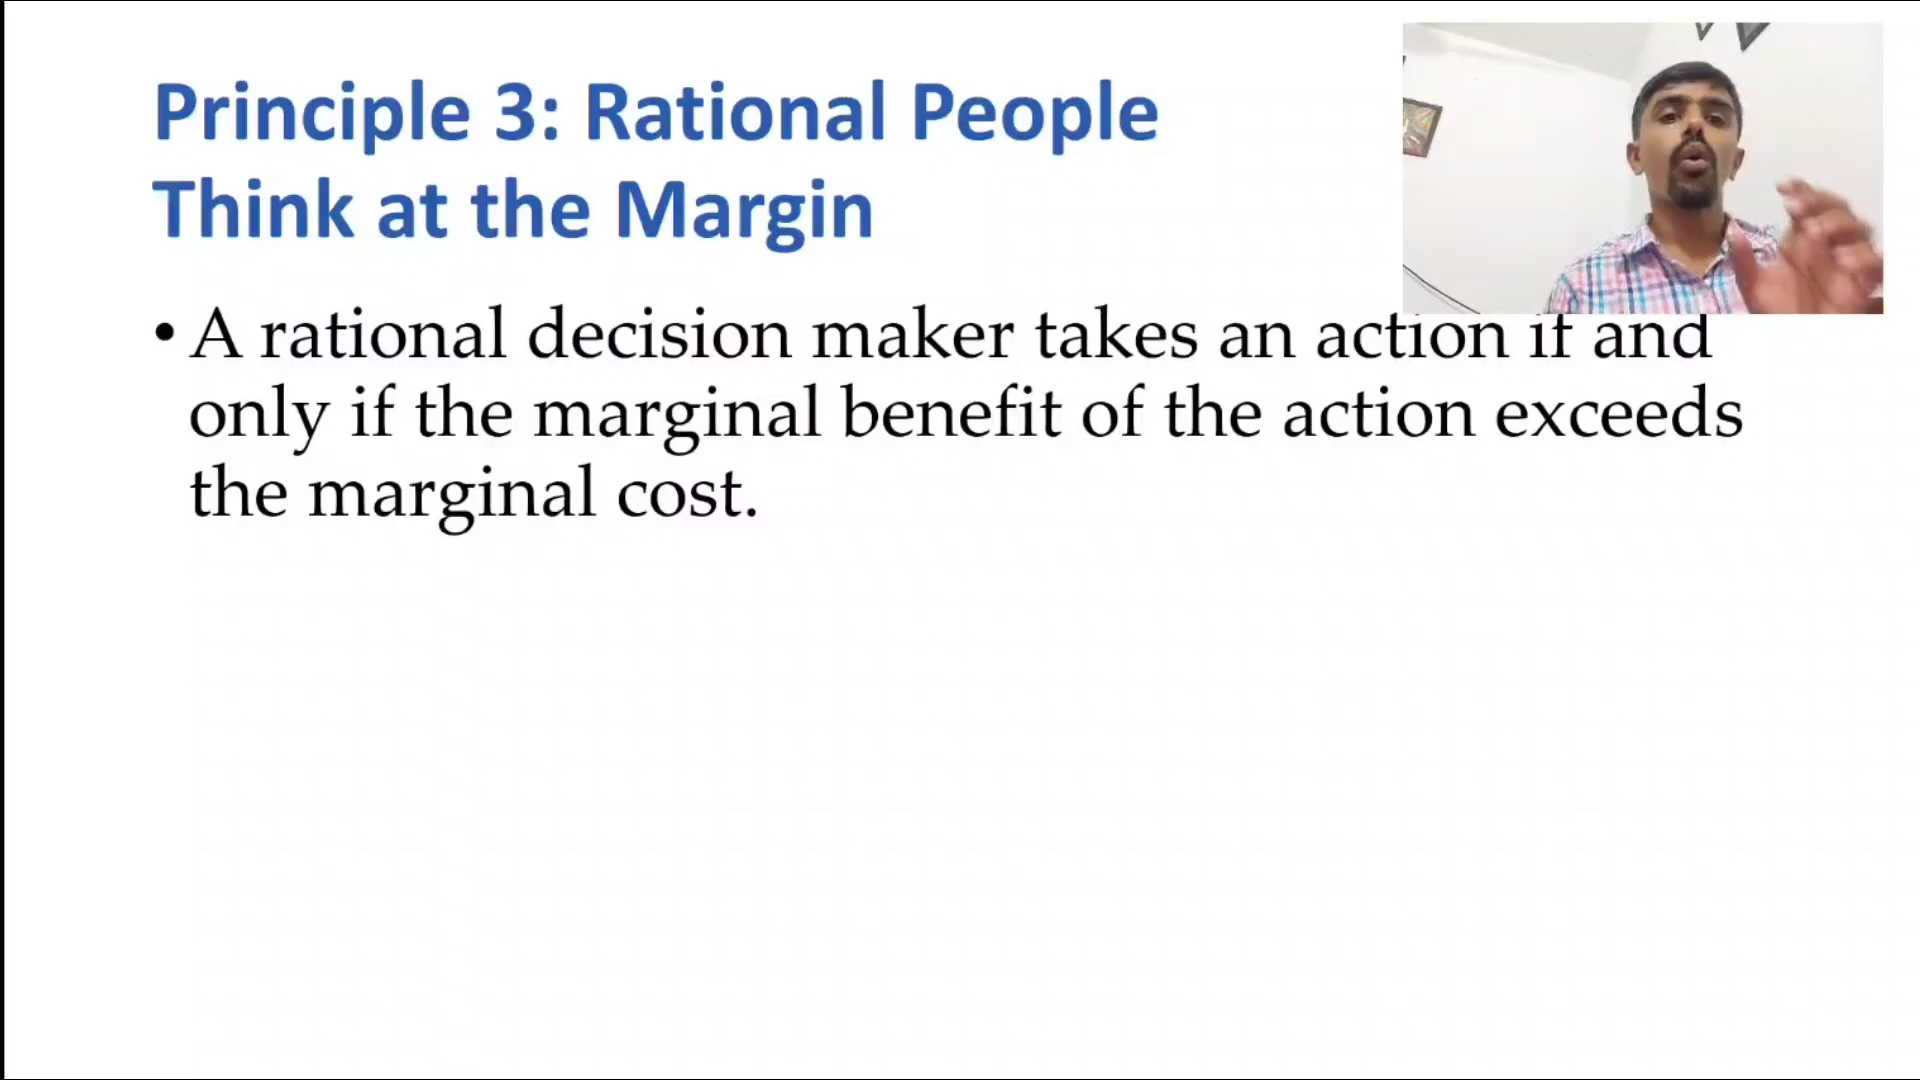 Principle 3: Rational People
Think at the Margin
• A rational decision maker takes an action if and
only if the marginal benefit of the action exceeds
the marginal cost.